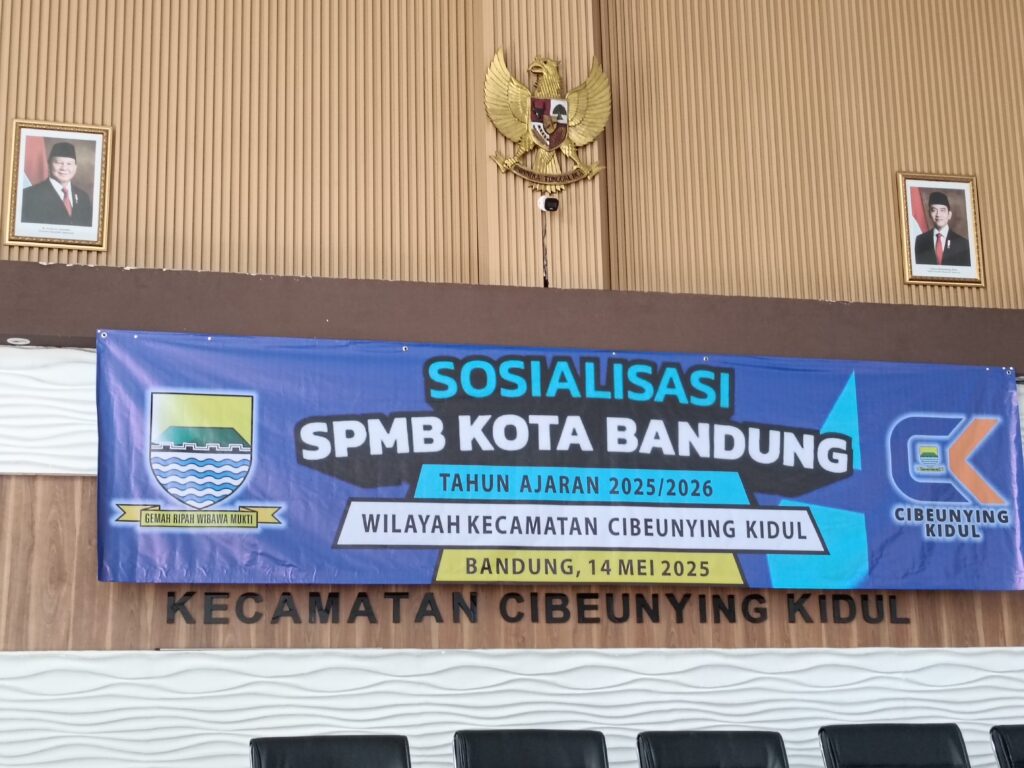 SOSIALISASI
SPMB KOTA BANDUNG
TAHUN AJARAN 2025/2026
WILAYAH KECAMATAN CIBEUNYING KIDUL
BANDUNG, 14 MEI 2025
GEMAH RIPAH WIBAWA MUKTI
CK
CIBEUNYING
KIDUL
KECAMATAN CIBEUNYING KIDUL